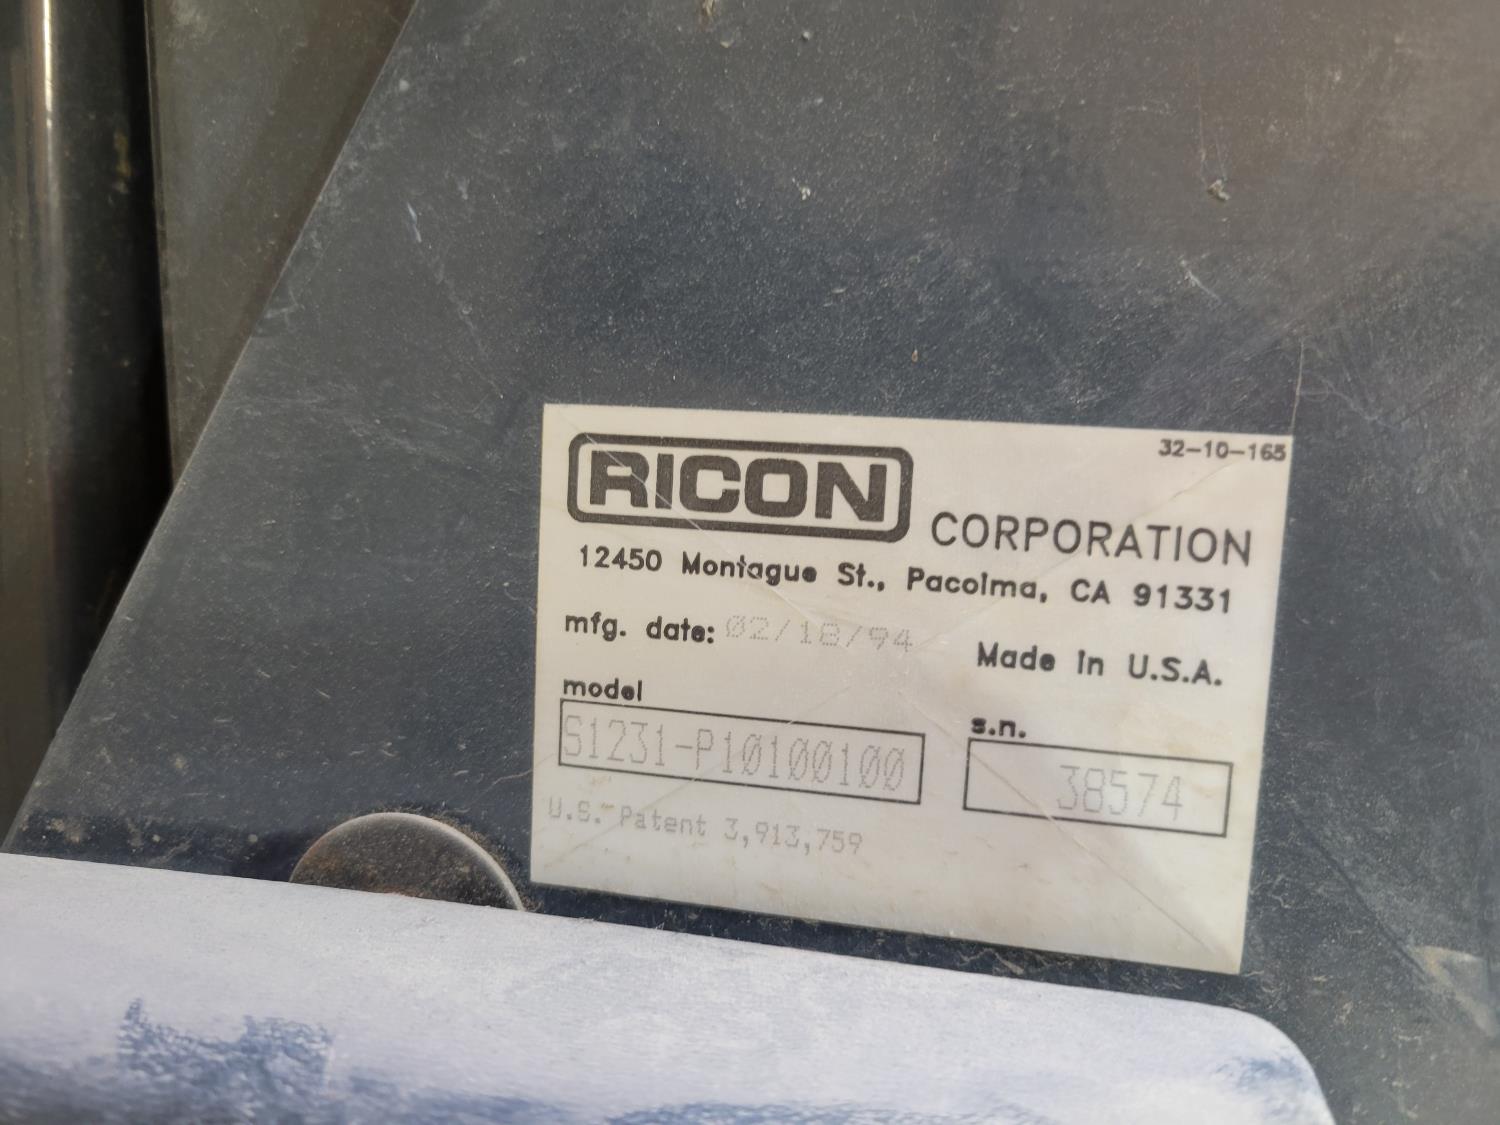 32-10-165
RICON CORPORATION
12450 Montague St., Pacoima, CA 91331
mfg. date: 02/18/94
Made in U.S.A.
model
S1231-P10100100
s.n.
38574
U.S. Patent 3,913,759